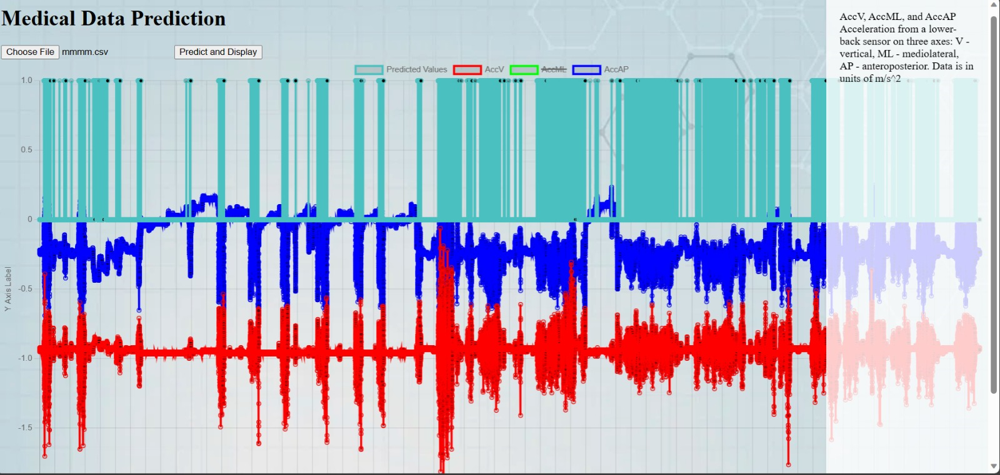 Medical Data Prediction
Choose File mmmm.csv Predict and Display
Predicted Values AccV AccML AccAP
1.0
0.5
0
-0.5
-1.0
-1.5
Y Axis Label
AccV, AccML, and AccAP
Acceleration from a lower-
back sensor on three axes: V -
vertical, ML - mediolateral,
AP - anteroposterior. Data is in
units of m/s^2